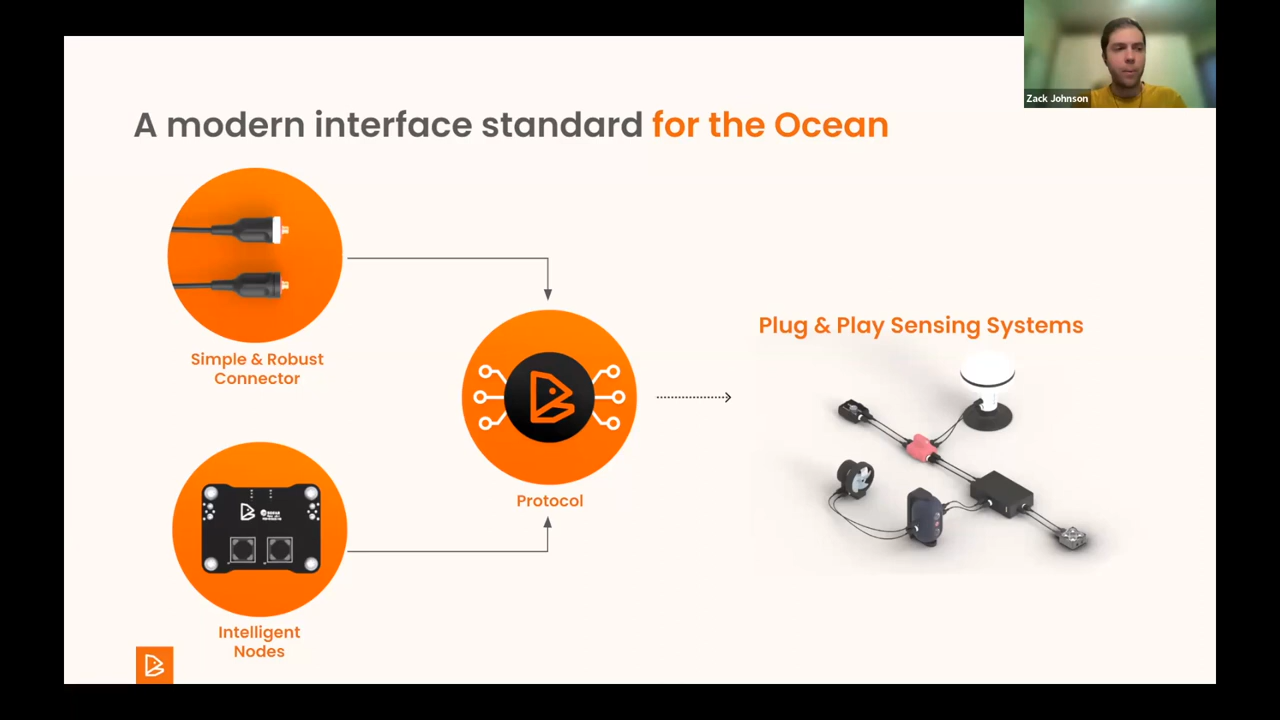 Zack Johnson
A modern interface standard for the Ocean
Simple & Robust
Connector
Plug & Play Sensing Systems
Protocol
Intelligent
Nodes